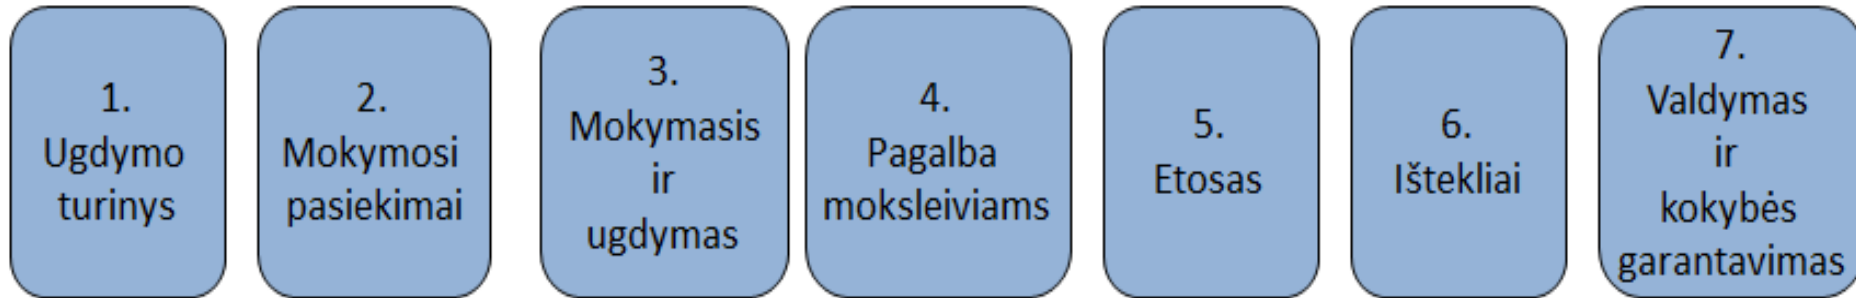 1.
Ugdymo
turinys
2.
Mokymosi
pasiekimai
3.
Mokymasis
ir
ugdymas
4.
Pagalba
moksleiviams
5.
Etosas
6.
Ištekliai
7.
Valdymas
ir
kokybės
garantavimas